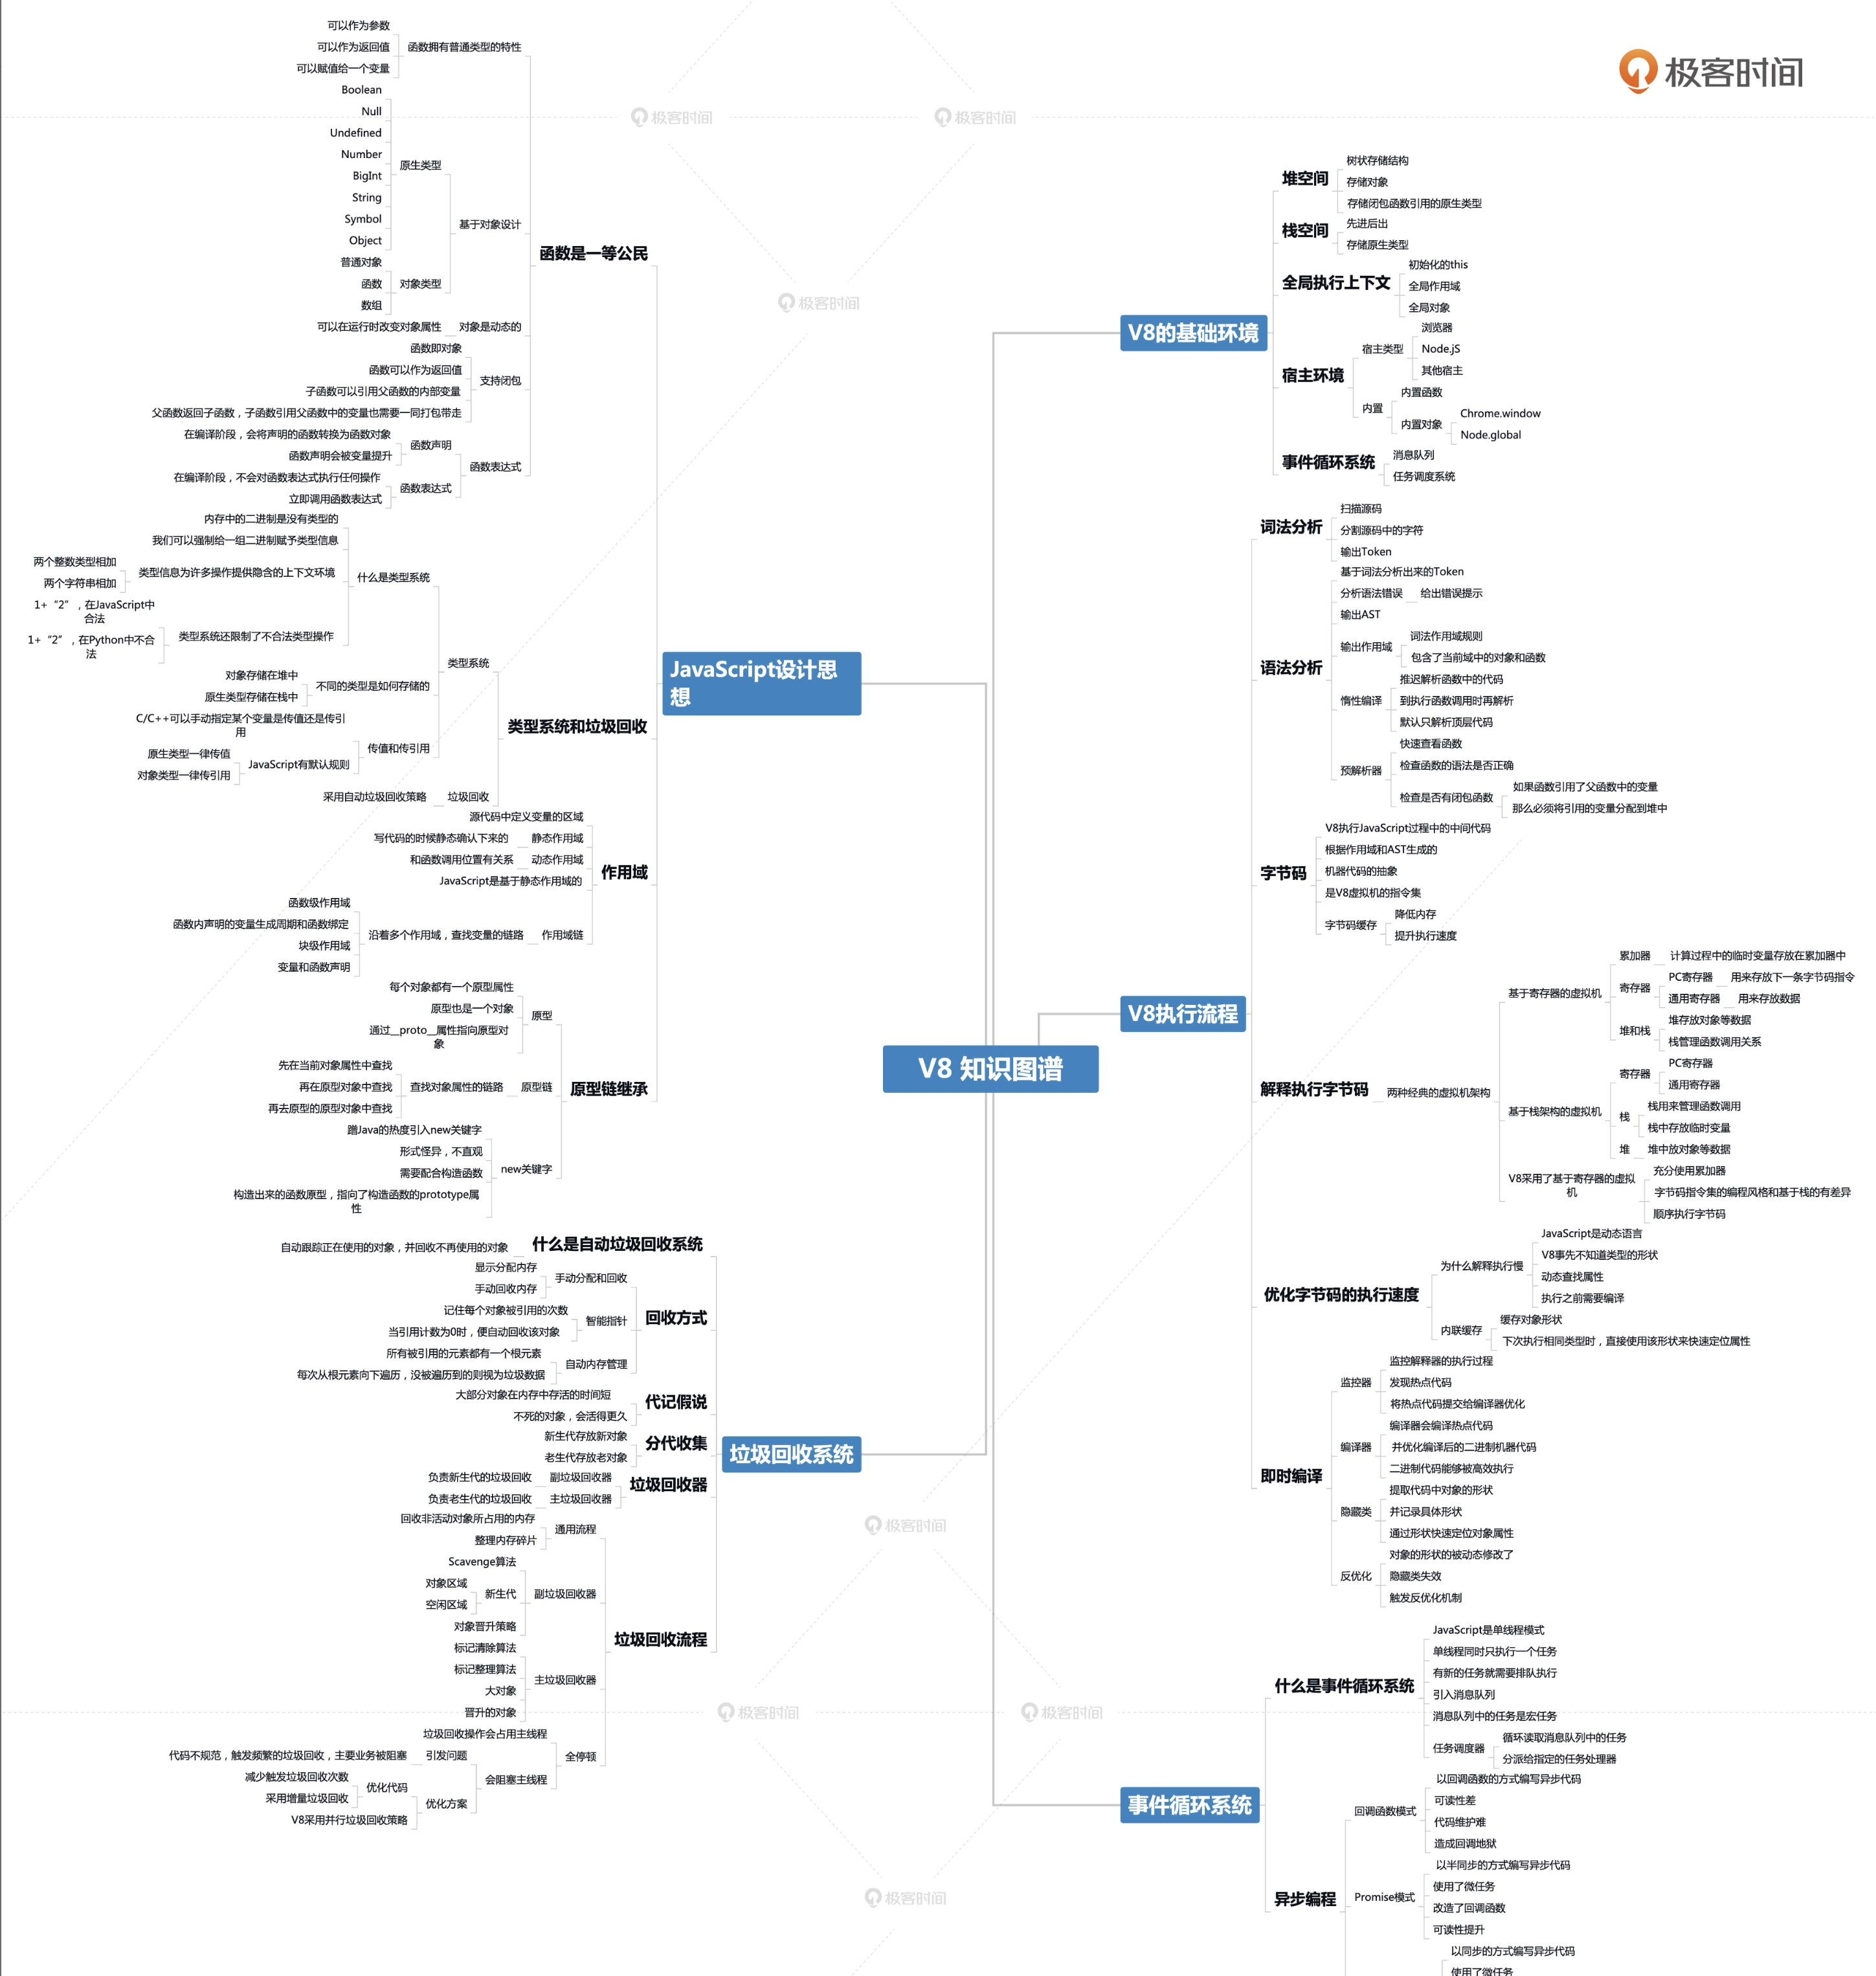 极客时间
极客时间
极客时间
极客时间
V8 知识图谱
JavaScript设计思
想
函数是一等公民
函数拥有普通类型的特性
可以作为参数
可以作为返回值
可以赋值给一个变量
基于对象设计
原生类型
Boolean
Null
Undefined
Number
BigInt
String
Symbol
Object
对象类型
普通对象
函数
数组
对象是动态的
可以在运行时改变对象属性
支持闭包
函数即对象
函数可以作为返回值
子函数可以引用父函数的内部变量
父函数返回子函数，子函数引用父函数中的变量也需要一同打包带走
函数表达式
函数声明
在编译阶段，会将声明的函数转换为函数对象
函数声明会被变量提升
函数表达式
在编译阶段，不会对函数表达式执行任何操作
立即调用函数表达式
类型系统和垃圾回收
类型系统
什么是类型系统
内存中的二进制是没有类型的
我们可以强制给一组二进制赋予类型信息
类型信息为许多操作提供隐含的上下文环境
两个整数类型相加
两个字符串相加
类型系统还限制了不合法类型操作
1+“2”，在JavaScript中
合法
1+“2”，在Python中不合
法
不同的类型是如何存储的
对象存储在堆中
原生类型存储在栈中
传值和传引用
C/C++可以手动指定某个变量是传值还是传引
用
JavaScript有默认规则
原生类型一律传值
对象类型一律传引用
垃圾回收
采用自动垃圾回收策略
作用域
源代码中定义变量的区域
静态作用域
写代码的时候静态确认下来的
动态作用域
和函数调用位置有关系
JavaScript是基于静态作用域的
作用域链
沿着多个作用域，查找变量的链路
函数级作用域
函数内声明的变量生成周期和函数绑定
块级作用域
变量和函数声明
原型链继承
原型
每个对象都有一个原型属性
原型也是一个对象
通过__proto__属性指向原型对
象
原型链
查找对象属性的链路
先在当前对象属性中查找
再在原型对象中查找
再去原型的原型对象中查找
new关键字
蹭Java的热度引入new关键字
形式怪异，不直观
需要配合构造函数
构造出来的函数原型，指向了构造函数的prototype属
性
垃圾回收系统
什么是自动垃圾回收系统
自动跟踪正在使用的对象，并回收不再使用的对象
回收方式
手动分配和回收
显示分配内存
手动回收内存
智能指针
记住每个对象被引用的次数
当引用计数为0时，便自动回收该对象
自动内存管理
所有被引用的元素都有一个根元素
每次从根元素向下遍历，没被遍历到的则视为垃圾数据
代记假说
大部分对象在内存中存活的时间短
不死的对象，会活得更久
分代收集
新生代存放新对象
老生代存放老对象
垃圾回收器
副垃圾回收器
负责新生代的垃圾回收
主垃圾回收器
负责老生代的垃圾回收
垃圾回收流程
通用流程
回收非活动对象所占用的内存
整理内存碎片
副垃圾回收器
Scavenge算法
新生代
对象区域
空闲区域
对象晋升策略
主垃圾回收器
标记清除算法
标记整理算法
大对象
晋升的对象
全停顿
垃圾回收操作会占用主线程
会阻塞主线程
引发问题
代码不规范，触发频繁的垃圾回收，主要业务被阻塞
优化方案
优化代码
减少触发垃圾回收次数
采用增量垃圾回收
V8采用并行垃圾回收策略
V8的基础环境
堆空间
树状存储结构
存储对象
存储闭包函数引用的原生类型
栈空间
先进后出
存储原生类型
全局执行上下文
初始化的this
全局作用域
全局对象
宿主环境
宿主类型
浏览器
Node.jS
其他宿主
内置
内置函数
内置对象
Chrome.window
Node.global
事件循环系统
消息队列
任务调度系统
V8执行流程
词法分析
扫描源码
分割源码中的字符
输出Token
语法分析
基于词法分析出来的Token
分析语法错误
给出错误提示
输出AST
输出作用域
词法作用域规则
包含了当前域中的对象和函数
惰性编译
推迟解析函数中的代码
到执行函数调用时再解析
默认只解析顶层代码
预解析器
快速查看函数
检查函数的语法是否正确
检查是否有闭包函数
如果函数引用了父函数中的变量
那么必须将引用的变量分配到堆中
字节码
V8执行JavaScript过程中的中间代码
根据作用域和AST生成的
机器代码的抽象
是V8虚拟机的指令集
字节码缓存
降低内存
提升执行速度
解释执行字节码
两种经典的虚拟机架构
基于寄存器的虚拟机
累加器
计算过程中的临时变量存放在累加器中
寄存器
PC寄存器
用来存放下一条字节码指令
通用寄存器
用来存放数据
堆和栈
堆存放对象等数据
栈管理函数调用关系
基于栈架构的虚拟机
寄存器
PC寄存器
通用寄存器
栈
栈用来管理函数调用
栈中存放临时变量
堆
堆中放对象等数据
V8采用了基于寄存器的虚拟
机
充分使用累加器
字节码指令集的编程风格和基于栈的有差异
顺序执行字节码
优化字节码的执行速度
为什么解释执行慢
JavaScript是动态语言
V8事先不知道类型的形状
动态查找属性
执行之前需要编译
内联缓存
缓存对象形状
下次执行相同类型时，直接使用该形状来快速定位属性
即时编译
监控器
监控解释器的执行过程
发现热点代码
将热点代码提交给编译器优化
编译器
编译器会编译热点代码
并优化编译后的二进制机器代码
二进制代码能够被高效执行
隐藏类
提取代码中对象的形状
并记录具体形状
通过形状快速定位对象属性
反优化
对象的形状的被动态修改了
隐藏类失效
触发反优化机制
事件循环系统
什么是事件循环系统
JavaScript是单线程模式
单线程同时只执行一个任务
有新的任务就需要排队执行
引入消息队列
消息队列中的任务是宏任务
任务调度器
循环读取消息队列中的任务
分派给指定的任务处理器
异步编程
回调函数模式
以回调函数的方式编写异步代码
可读性差
代码维护难
造成回调地狱
Promise模式
以半同步的方式编写异步代码
使用了微任务
改造了回调函数
可读性提升
以同步的方式编写异步代码
使用了微任务
极客时间
极客时间
极客时间
极客时间